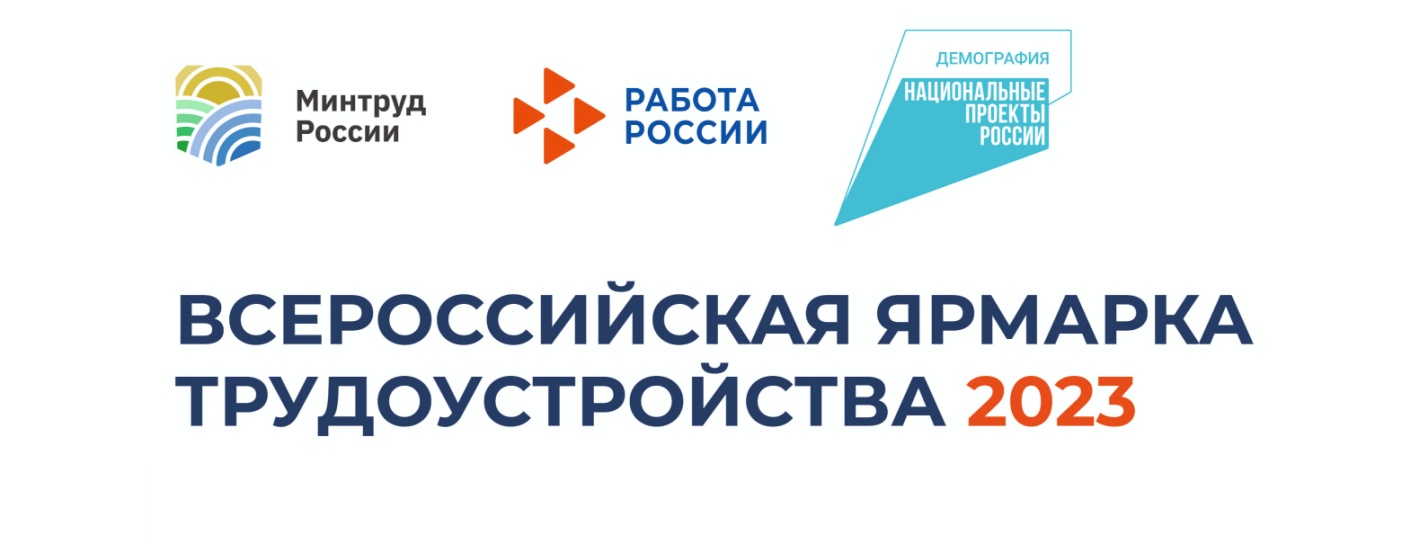 Минтруд
России
РАБОТА
РОССИИ
ДЕМОГРАФИЯ
НАЦИОНАЛЬНЫЕ
ПРОЕКТЫ
РОССИИ
ВСЕРОССИЙСКАЯ ЯРМАРКА
ТРУДОУСТРОЙСТВА 2023